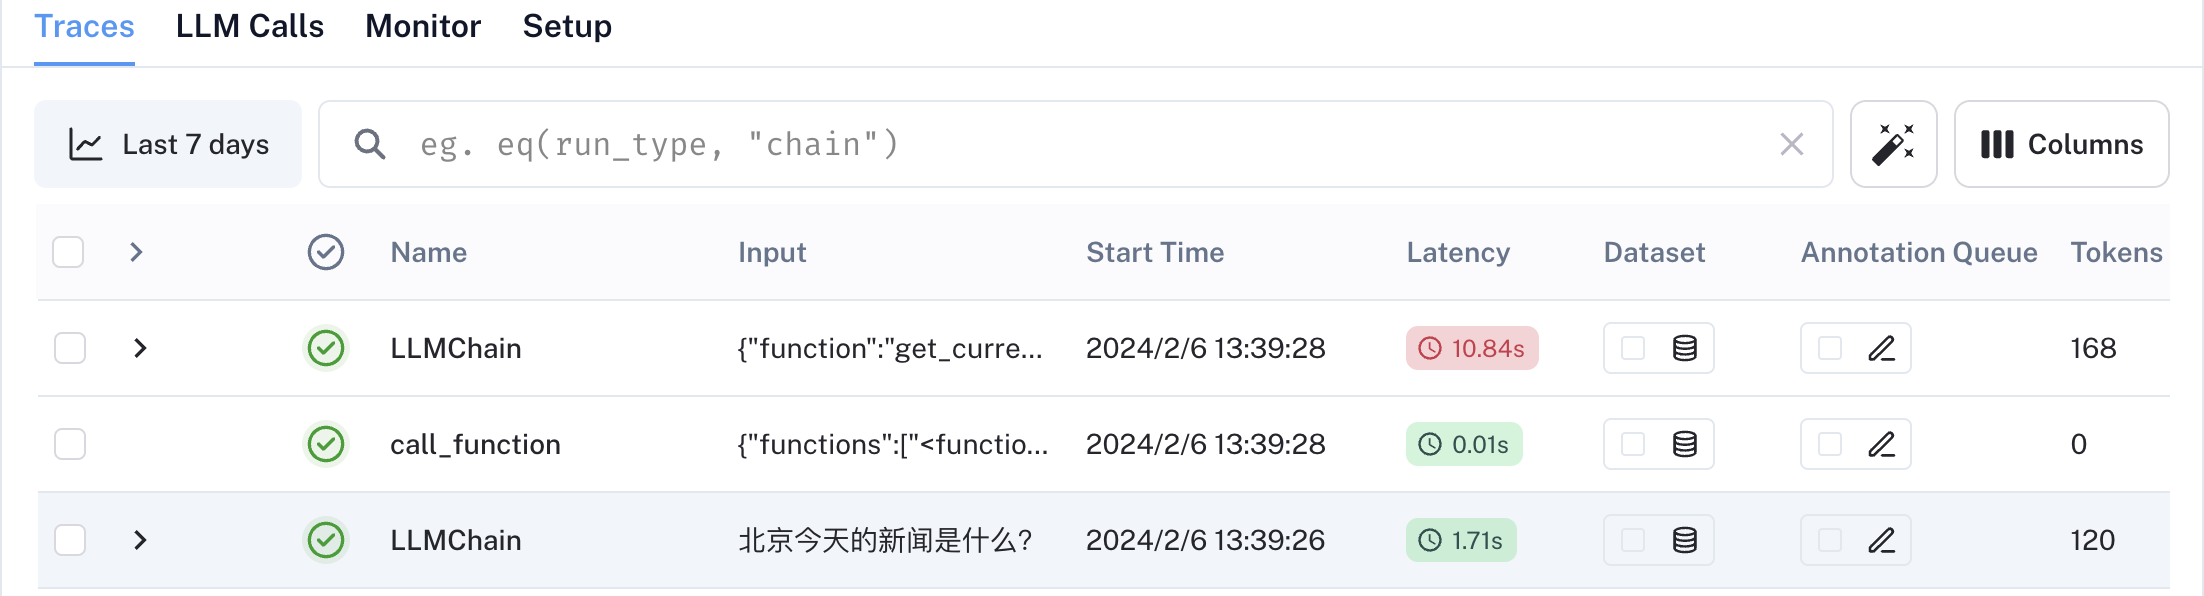 Traces LLM Calls Monitor Setup
Last 7 days eg. eq(run_type, "chain") Columns
Name Input Start Time Latency Dataset Annotation Queue Tokens
LLMChain {"function":"get_curre... 2024/2/6 13:39:28 10.84s 168
call_function {"functions":["<functio... 2024/2/6 13:39:28 0.01s 0
LLMChain 北京今天的新闻是什么? 2024/2/6 13:39:26 1.71s 120